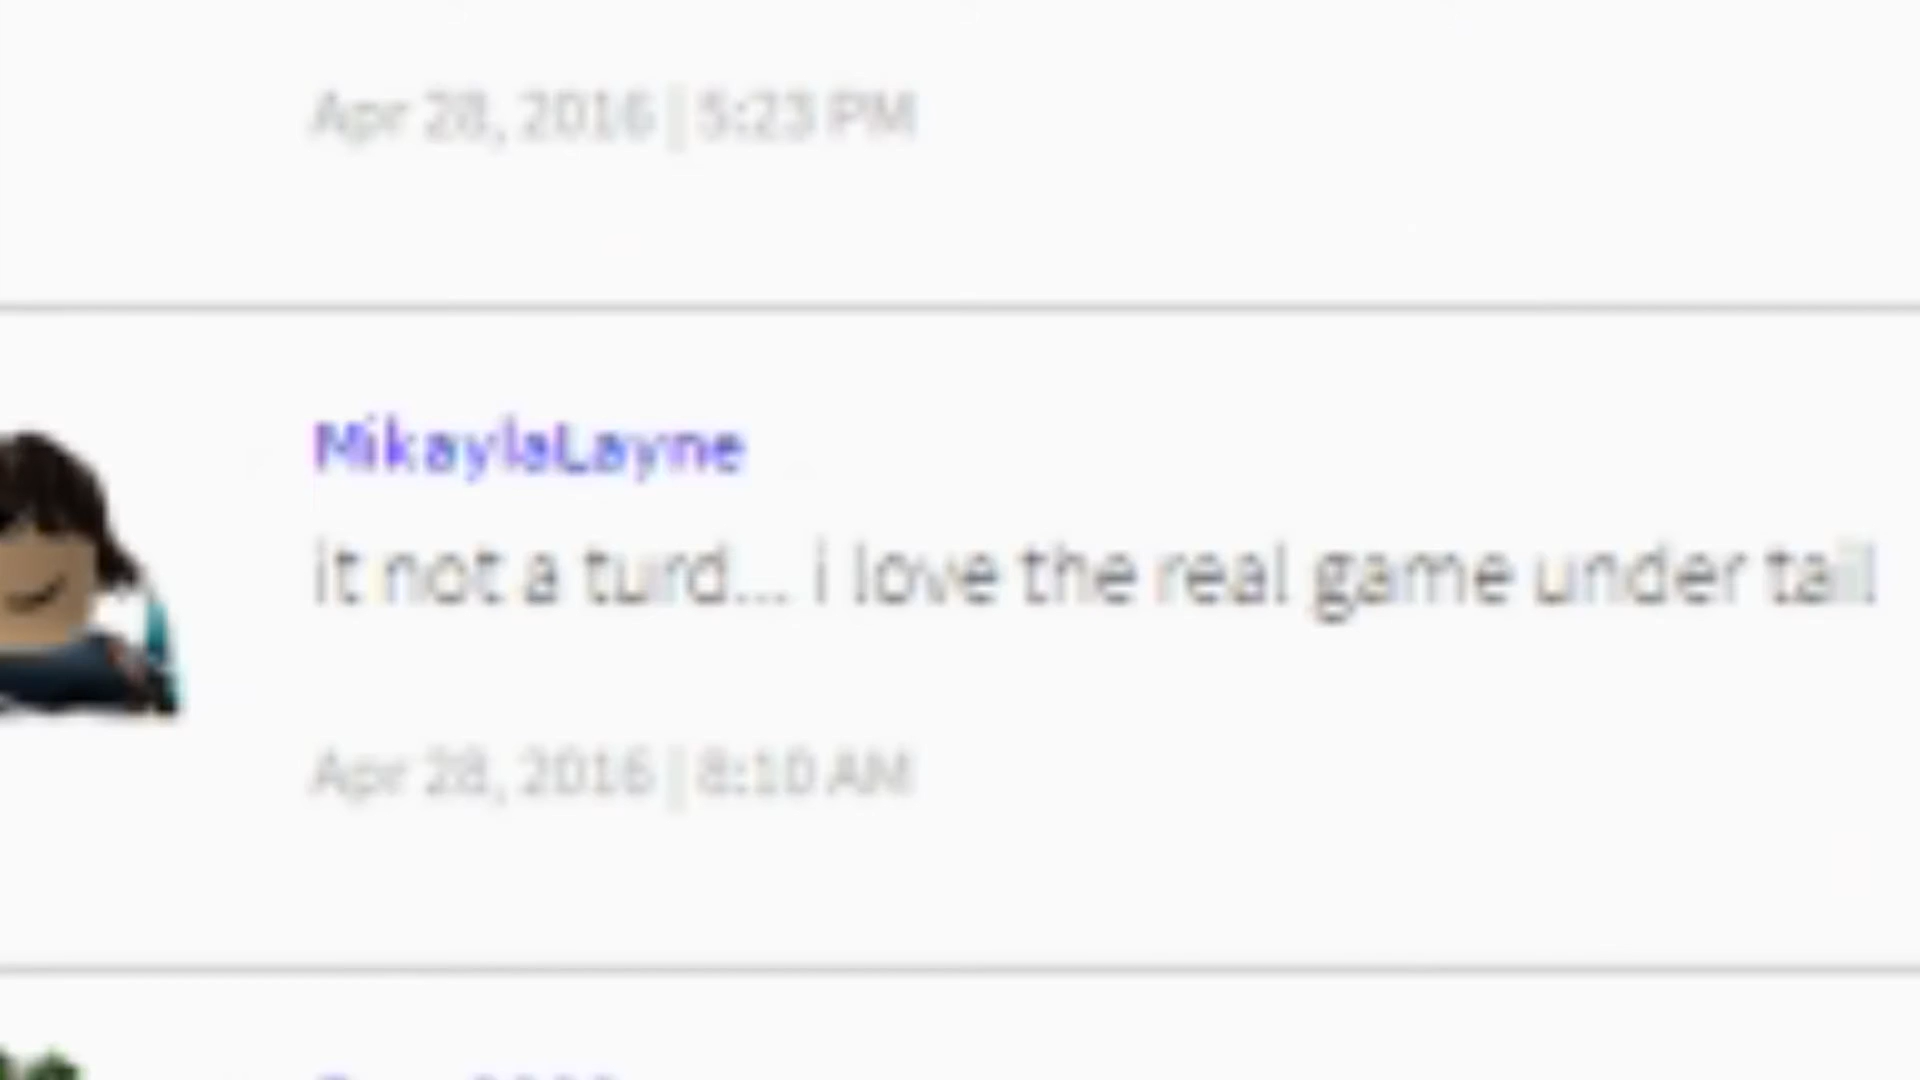 Apr 28, 2016 | 5:23 PM
MikaylaLayne
it not a turd... i love the real game under tail
Apr 28, 2016 | 8:10 AM